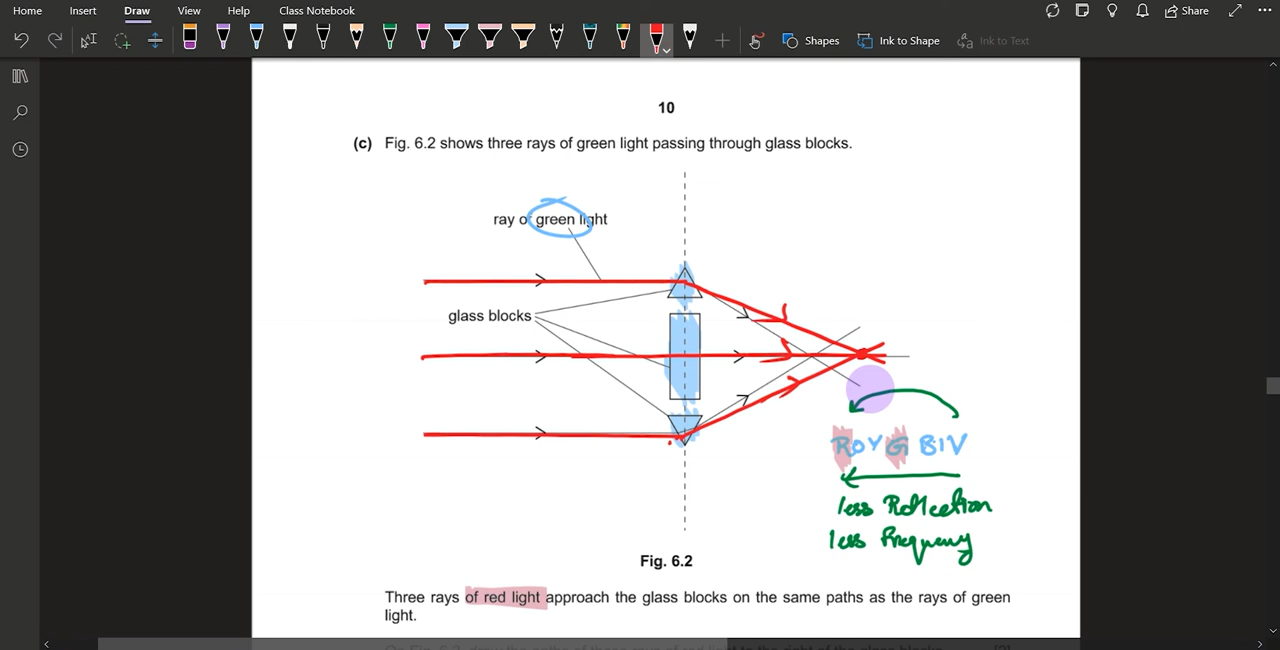 Home Insert Draw View Help Class Notebook Share
Shapes Ink to Shape Ink to Text
10
(c) Fig. 6.2 shows three rays of green light passing through glass blocks.
ray of green light
glass blocks
ROYG BIV
less
less frequency
Fig. 6.2
Three rays of red light approach the glass blocks on the same paths as the rays of green
light.